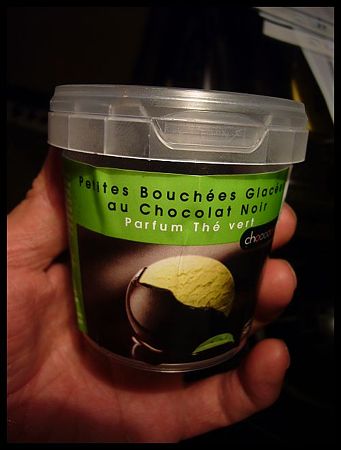 Petites Bouchées Glacées
au Chocolat Noir
Parfum Thé vert